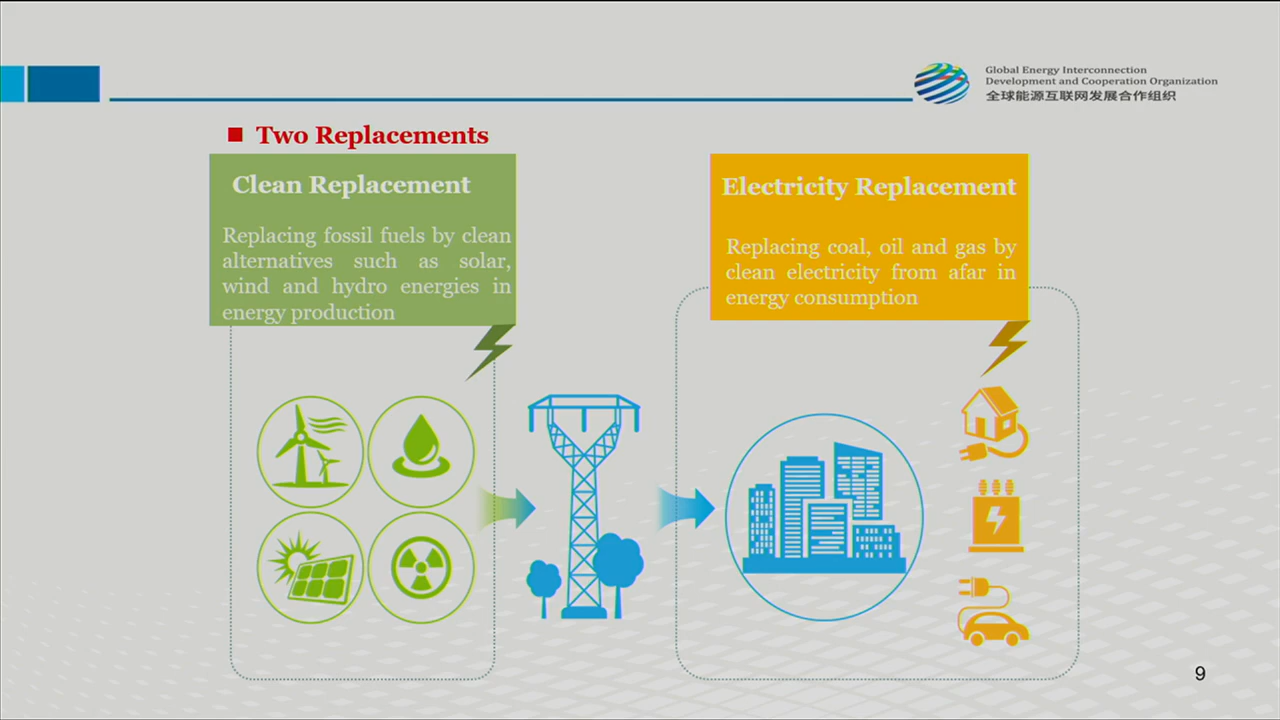 Global Energy Interconnection
Development and Cooperation Organization
全球能源互联网发展合作组织
Two Replacements
Clean Replacement
Replacing fossil fuels by clean
alternatives such as solar,
wind and hydro energies in
energy production
Electricity Replacement
Replacing coal, oil and gas by
clean electricity from afar in
energy consumption
9